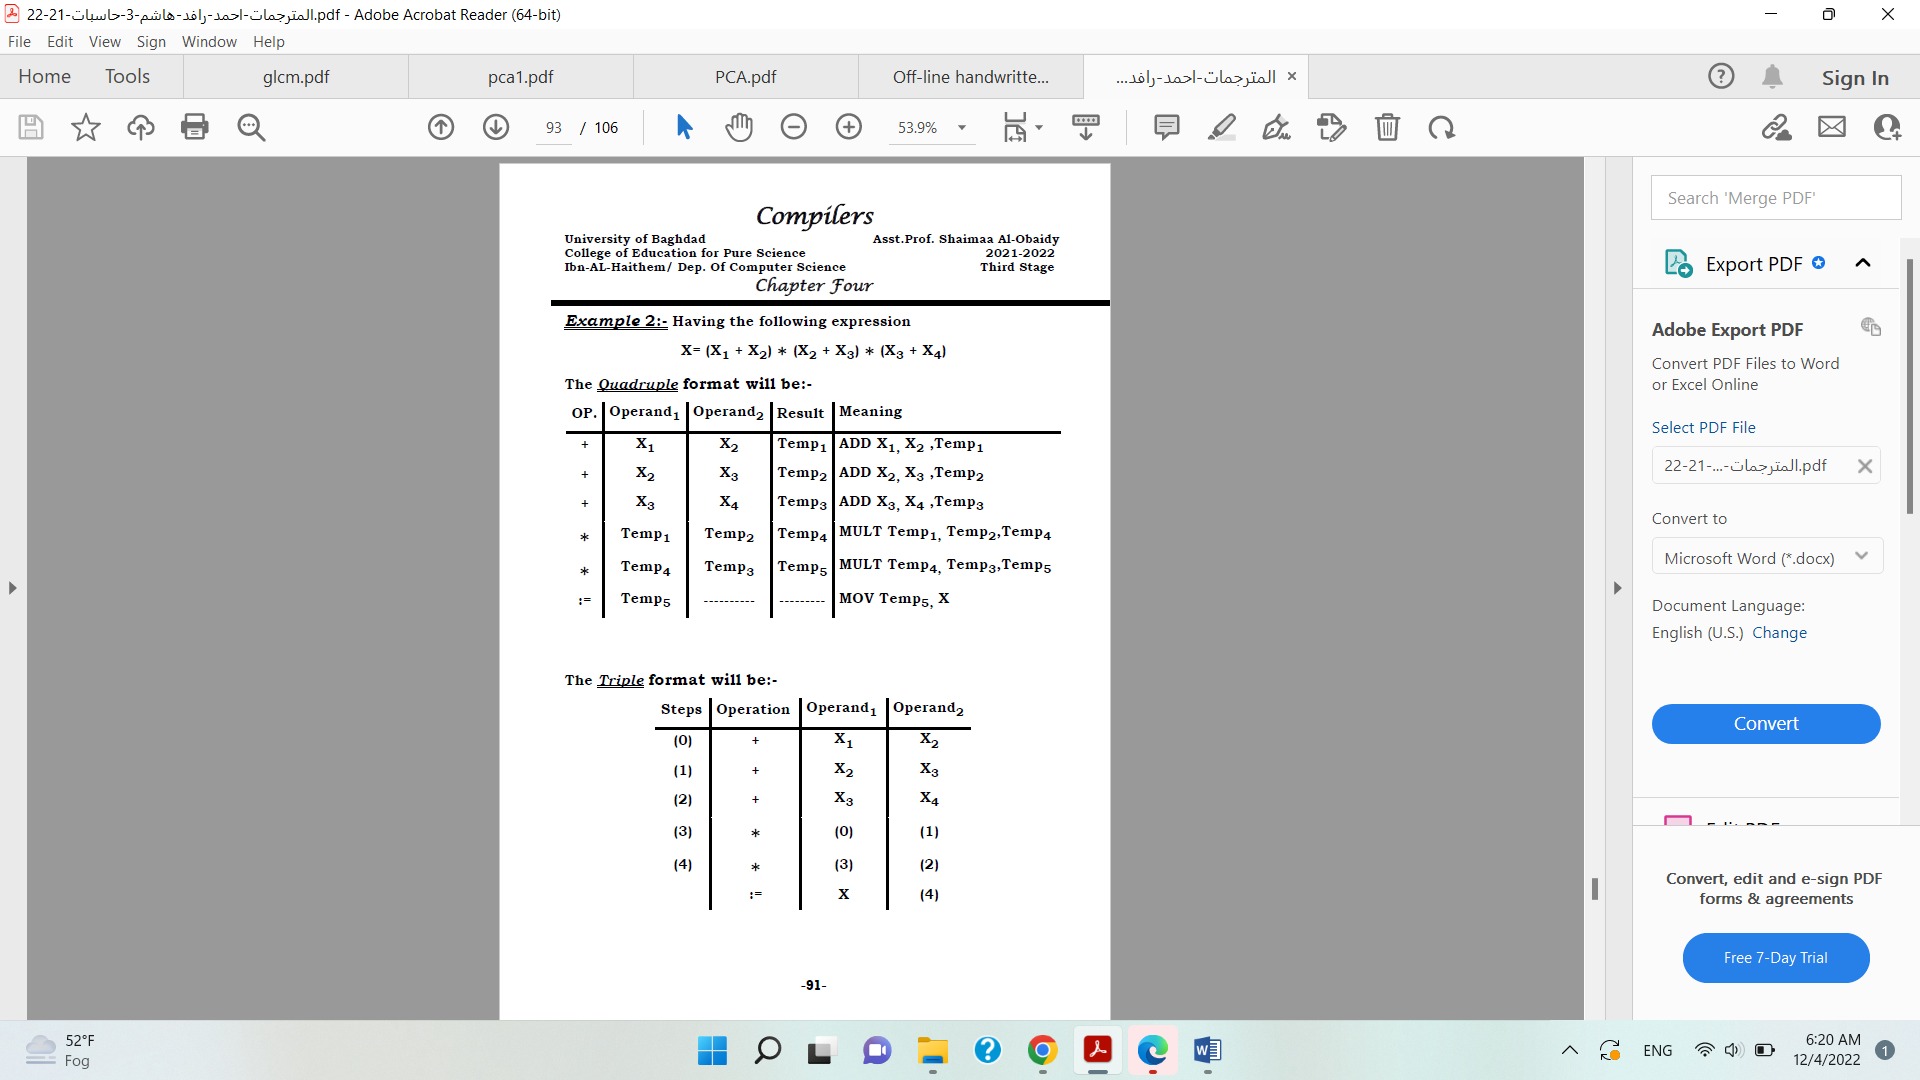 المترجمات-احمد-رافد-هاشم-3-حاسبات-21-22.pdf - Adobe Acrobat Reader (64-bit)
File Edit View Sign Window Help
Home Tools glcm.pdf pca1.pdf PCA.pdf Off-line handwritte... المترجمات-احمد-رافد... Sign In
93 / 106 53.9%
Compilers
University of Baghdad Asst.Prof. Shaimaa Al-Obaidy
College of Education for Pure Science 2021-2022
Ibn-AL-Haithem/ Dep. Of Computer Science Third Stage
Chapter Four
Example 2:- Having the following expression
X= (X₁ + X₂) * (X₂ + X₃) * (X₃ + X₄)
The Quadruple format will be:-
OP. Operand₁ Operand₂ Result Meaning
+ X₁ X₂ Temp₁ ADD X₁, X₂ ,Temp₁
+ X₂ X₃ Temp₂ ADD X₂, X₃ ,Temp₂
+ X₃ X₄ Temp₃ ADD X₃, X₄ ,Temp₃
* Temp₁ Temp₂ Temp₄ MULT Temp₁, Temp₂,Temp₄
* Temp₄ Temp₃ Temp₅ MULT Temp₄, Temp₃,Temp₅
:= Temp₅ ---------- --------- MOV Temp₅, X
The Triple format will be:-
Steps Operation Operand₁ Operand₂
(0) + X₁ X₂
(1) + X₂ X₃
(2) + X₃ X₄
(3) * (0) (1)
(4) * (3) (2)
:= X (4)
-91-
Search 'Merge PDF'
Export PDF
Adobe Export PDF
Convert PDF Files to Word
or Excel Online
Select PDF File
المترجمات-...-21-22.pdf
Convert to
Microsoft Word (*.docx)
Document Language:
English (U.S.) Change
Convert
Edit PDF
Convert, edit and e-sign PDF
forms & agreements
Free 7-Day Trial
52°F
Fog
ENG
6:20 AM
12/4/2022
1